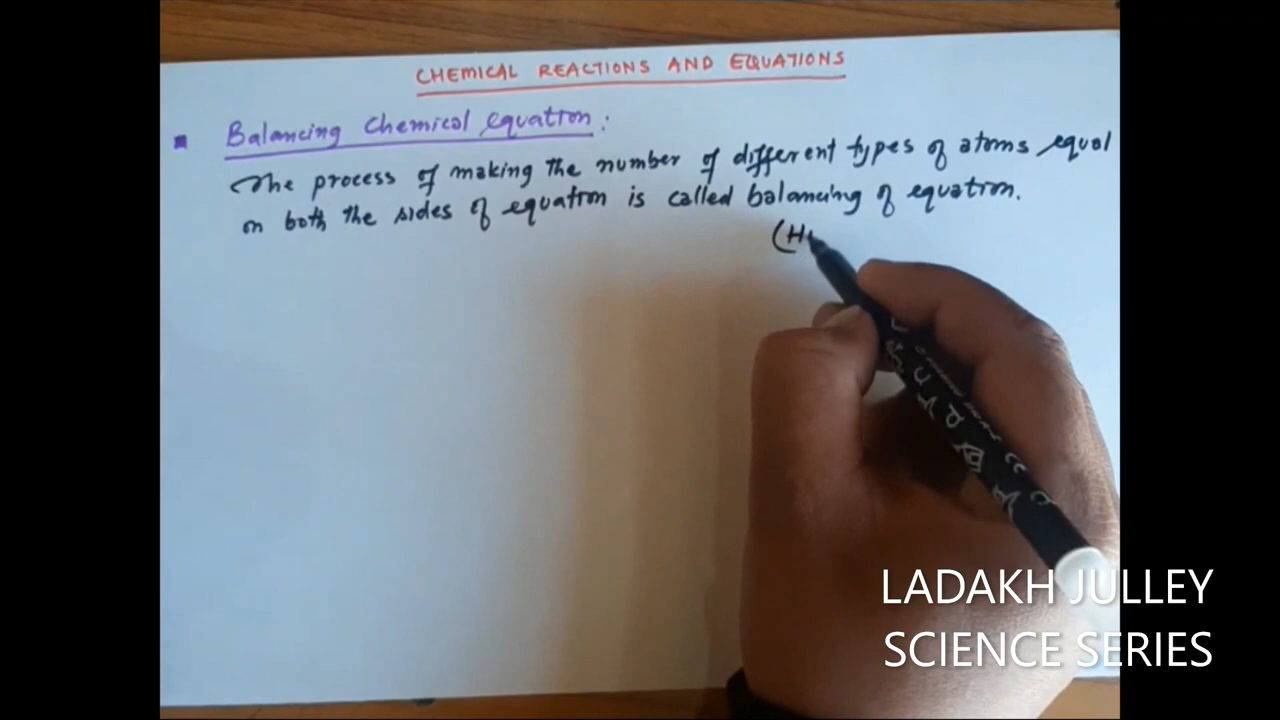 CHEMICAL REACTIONS AND EQUATIONS
Balancing Chemical equation:
The process of making the number of different types of atoms equal
on both the sides of equation is called balancing of equation.
(H
LADAKH JULLEY
SCIENCE SERIES